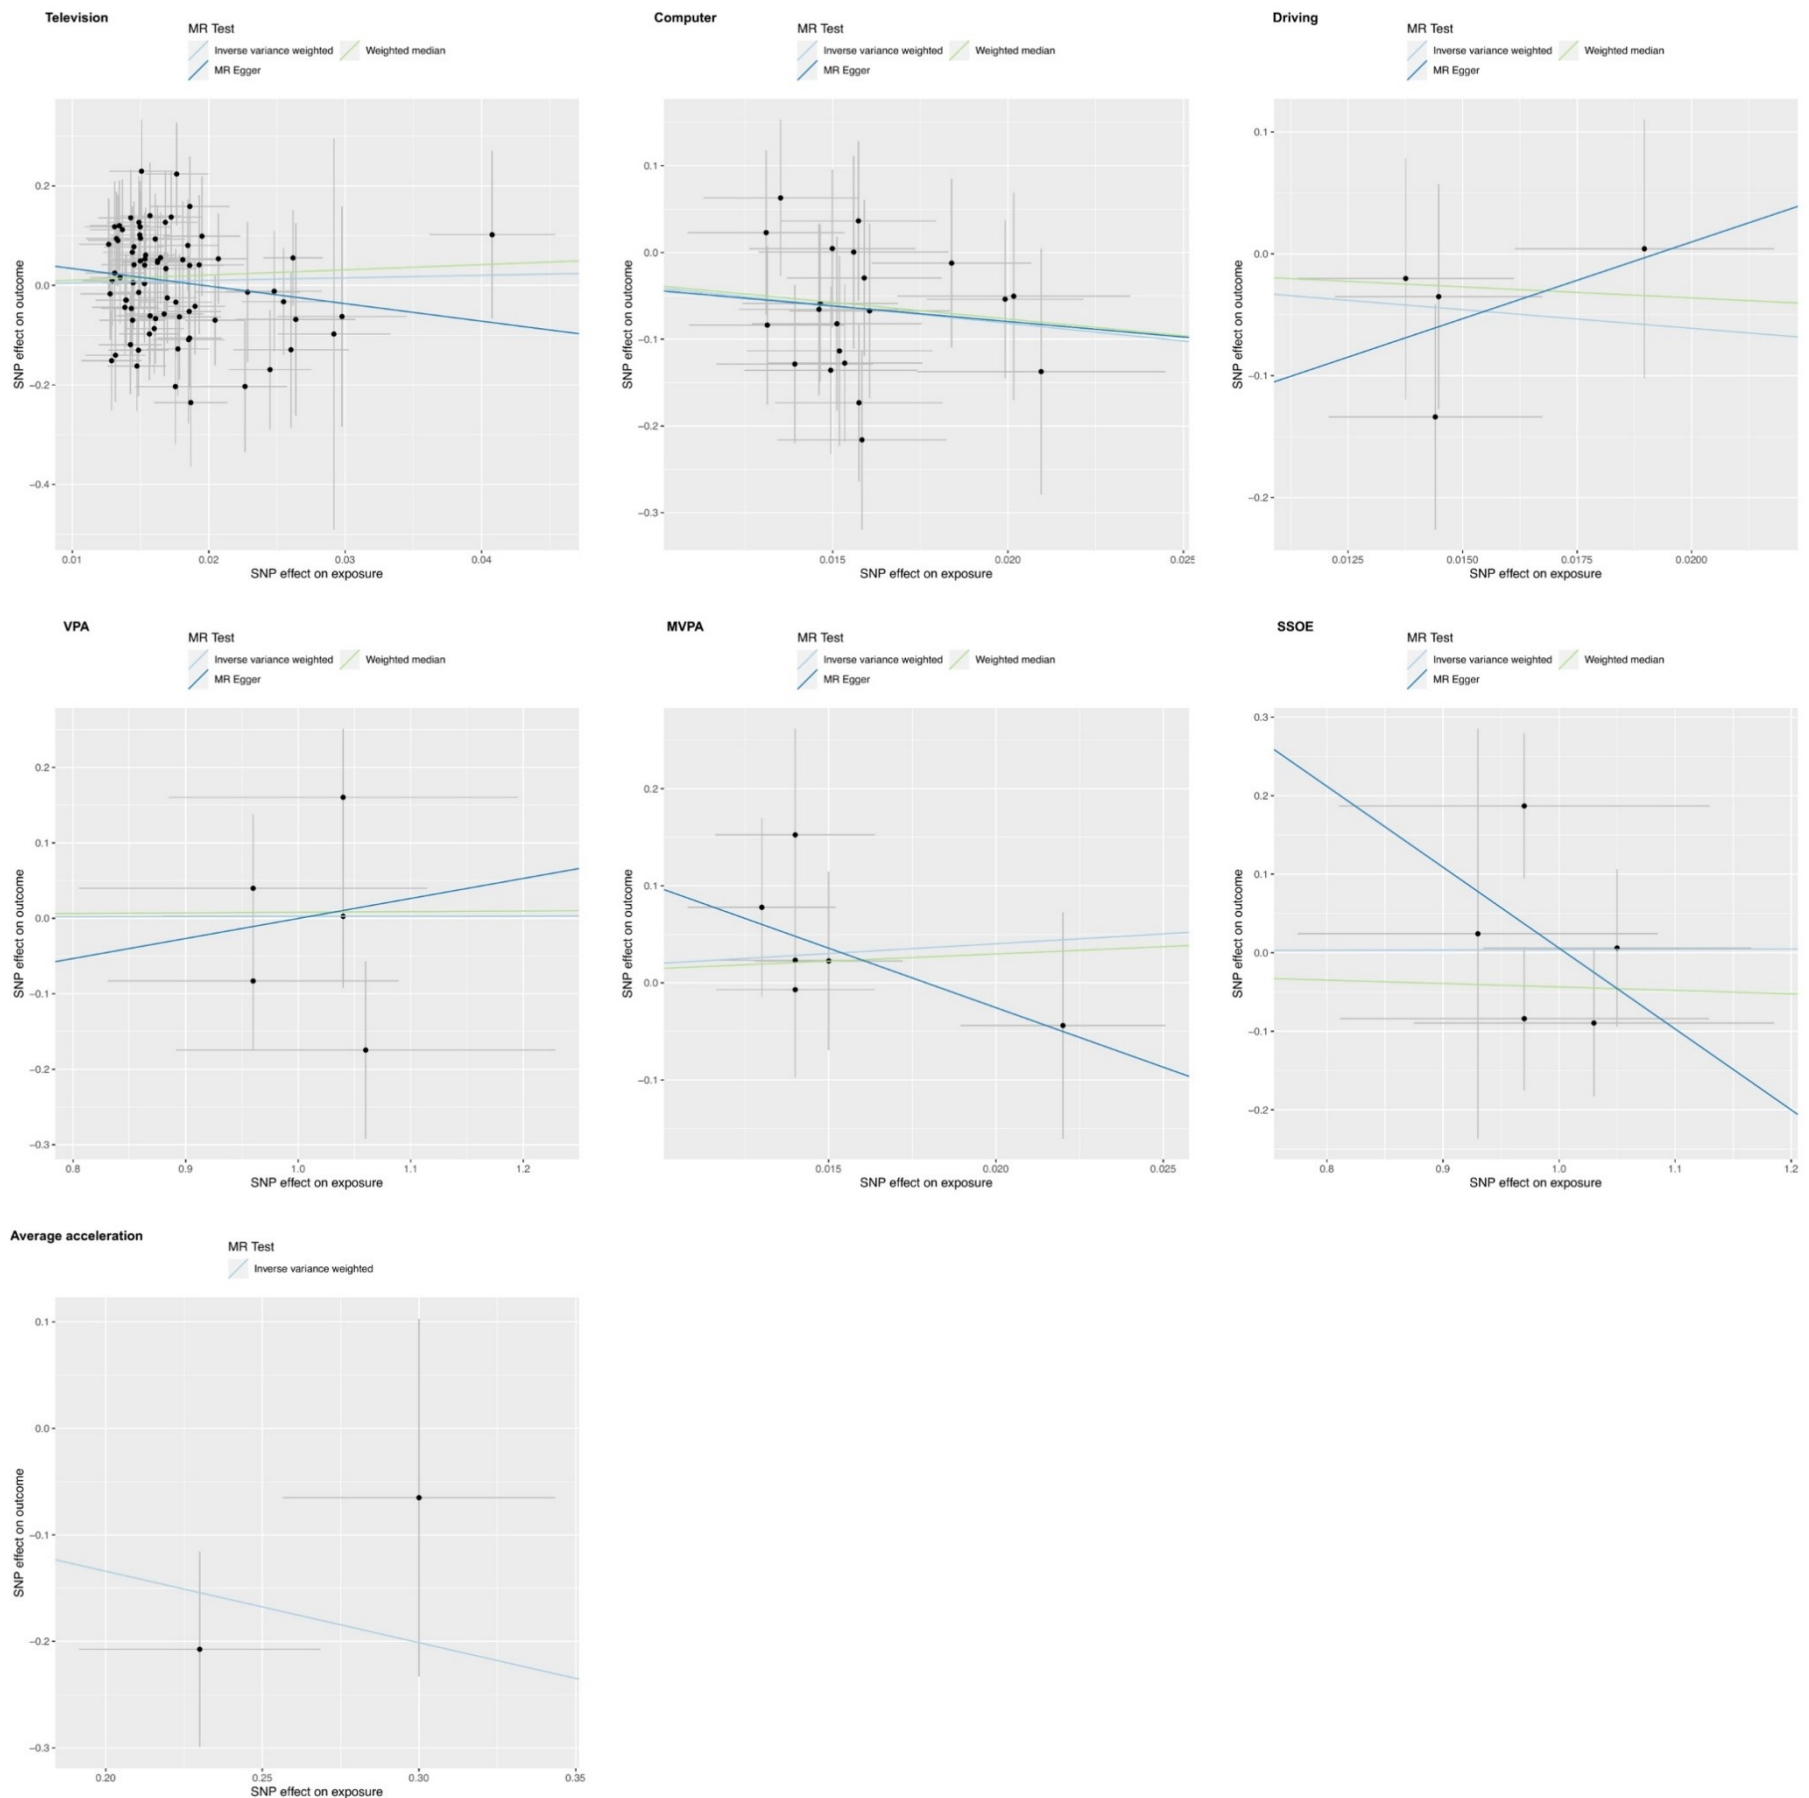 Television
MR Test
Inverse variance weighted
Weighted median
MR Egger
0.2
0.0
−0.2
−0.4
SNP effect on outcome
0.01
0.02
0.03
0.04
SNP effect on exposure
Computer
MR Test
Inverse variance weighted
Weighted median
MR Egger
0.1
0.0
−0.1
−0.2
−0.3
SNP effect on outcome
0.015
0.020
0.025
SNP effect on exposure
Driving
MR Test
Inverse variance weighted
Weighted median
MR Egger
0.1
0.0
−0.1
−0.2
SNP effect on outcome
0.0125
0.0150
0.0175
0.0200
SNP effect on exposure
VPA
MR Test
Inverse variance weighted
Weighted median
MR Egger
0.2
0.1
0.0
−0.1
−0.2
−0.3
SNP effect on outcome
0.8
0.9
1.0
1.1
1.2
SNP effect on exposure
MVPA
MR Test
Inverse variance weighted
Weighted median
MR Egger
0.2
0.1
0.0
−0.1
SNP effect on outcome
0.015
0.020
0.025
SNP effect on exposure
SSOE
MR Test
Inverse variance weighted
Weighted median
MR Egger
0.3
0.2
0.1
0.0
−0.1
−0.2
SNP effect on outcome
0.8
0.9
1.0
1.1
1.2
SNP effect on exposure
Average acceleration
MR Test
Inverse variance weighted
0.1
0.0
−0.1
−0.2
−0.3
SNP effect on outcome
0.20
0.25
0.30
0.35
SNP effect on exposure